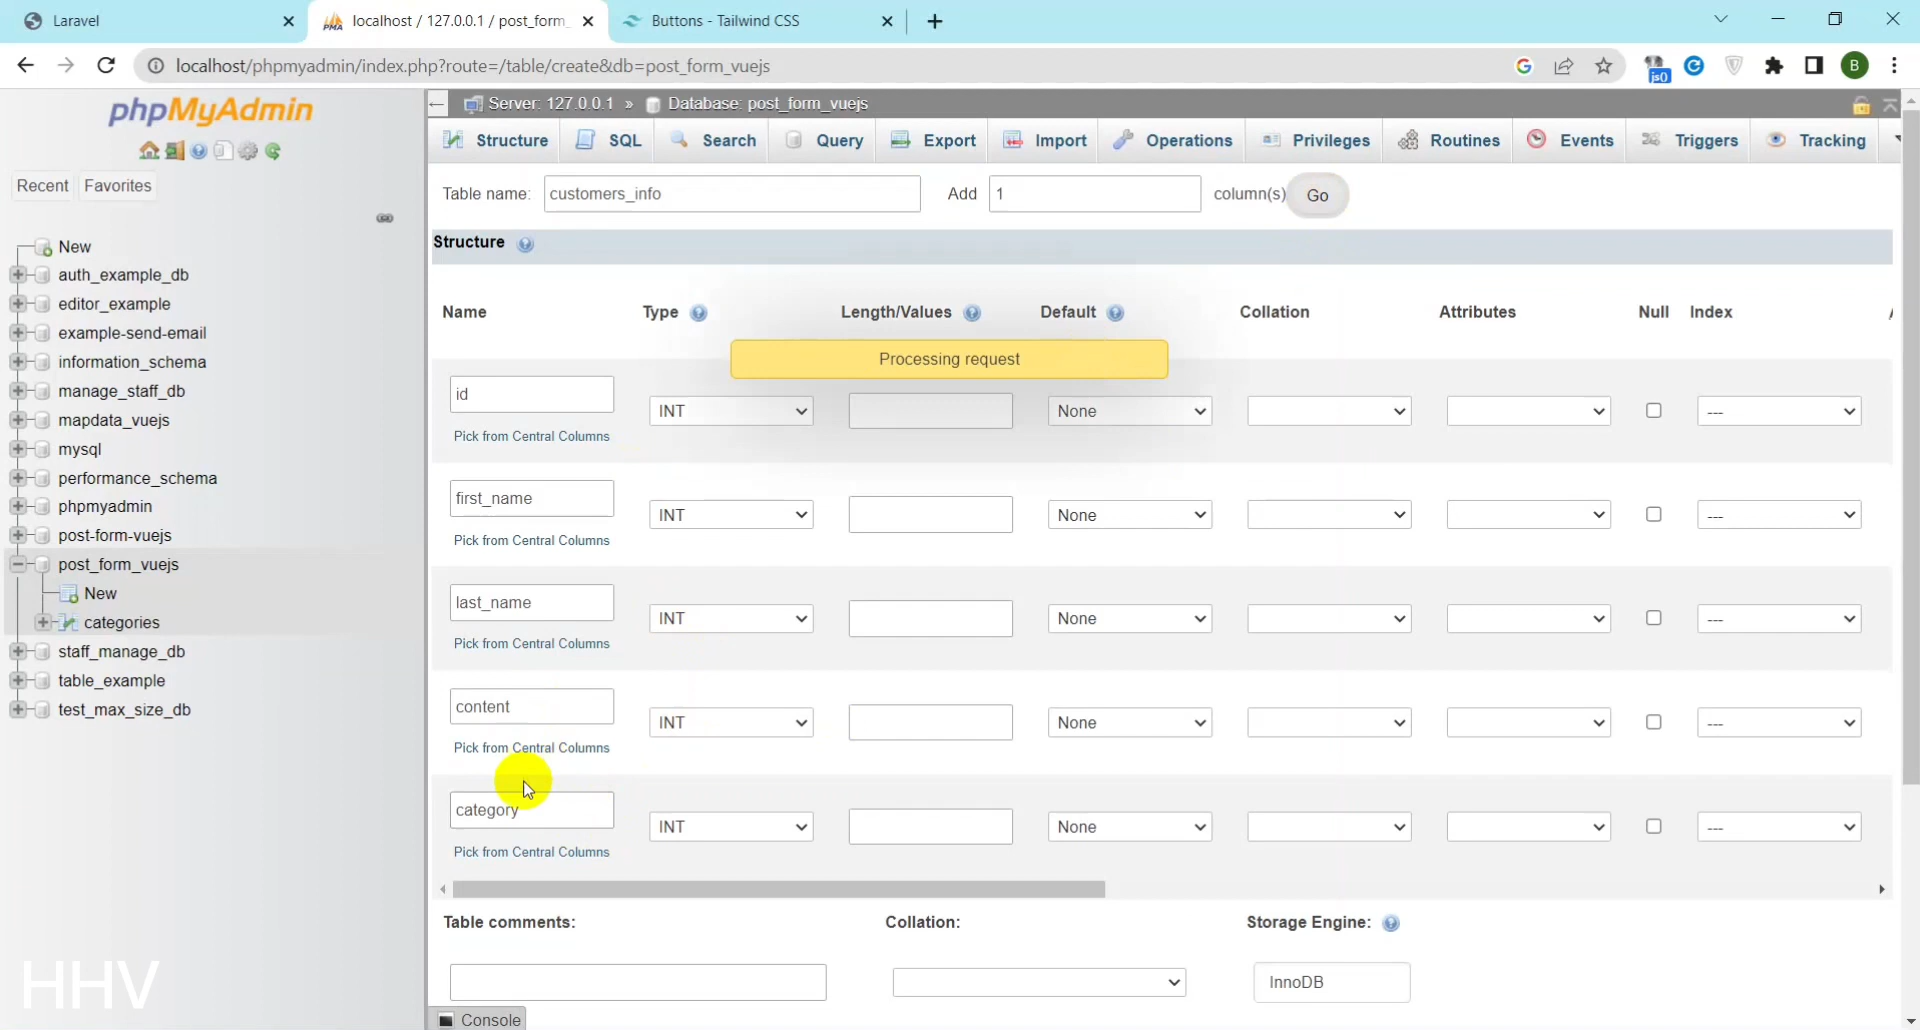 Laravel
localhost / 127.0.0.1 / post_form_
Buttons - Tailwind CSS
localhost/phpmyadmin/index.php?route=/table/create&db=post_form_vuejs
js0
B
phpMyAdmin
Server: 127.0.0.1 » Database: post_form_vuejs
Structure SQL Search Query Export Import Operations Privileges Routines Events Triggers Tracking
Recent Favorites
Table name: customers_info Add 1 column(s) Go
Structure
Name Type Length/Values Default Collation Attributes Null Index
Processing request
id INT None ---
Pick from Central Columns
first_name INT None ---
Pick from Central Columns
last_name INT None ---
Pick from Central Columns
content INT None ---
Pick from Central Columns
category INT None ---
Pick from Central Columns
Table comments: Collation: Storage Engine:
InnoDB
Console
New
auth_example_db
editor_example
example-send-email
information_schema
manage_staff_db
mapdata_vuejs
mysql
performance_schema
phpmyadmin
post-form-vuejs
post_form_vuejs
New
categories
staff_manage_db
table_example
test_max_size_db
HHV